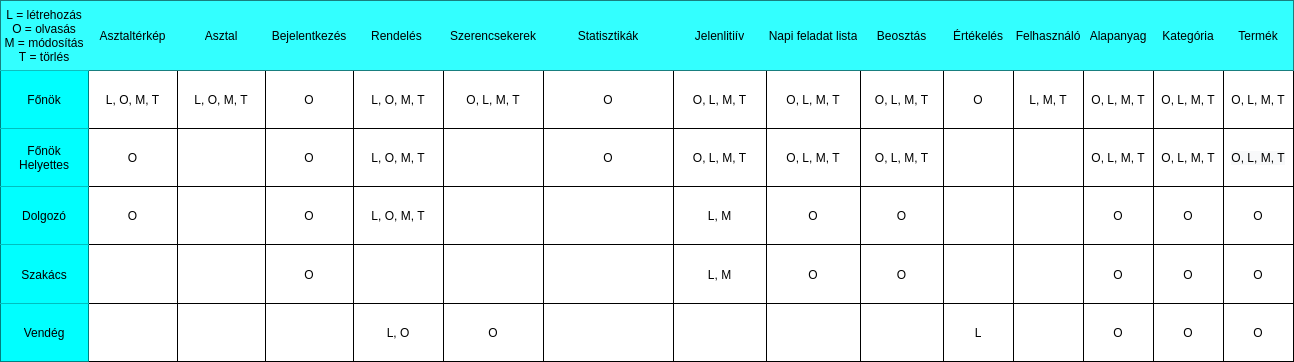 L = létrehozás
O = olvasás
M = módosítás
T = törlés
Asztaltérkép Asztal Bejelentkezés Rendelés Szerencsekerek Statisztikák Jelenlitiív Napi feladat lista Beosztás Értékelés Felhasználó Alapanyag Kategória Termék
Főnök L, O, M, T L, O, M, T O L, O, M, T O, L, M, T O O, L, M, T O, L, M, T O, L, M, T O L, M, T O, L, M, T O, L, M, T O, L, M, T
Főnök
Helyettes O O L, O, M, T O O, L, M, T O, L, M, T O, L, M, T O, L, M, T O, L, M, T O, L, M, T
Dolgozó O O L, O, M, T L, M O O O O O
Szakács O L, M O O O O O
Vendég L, O O L O O O